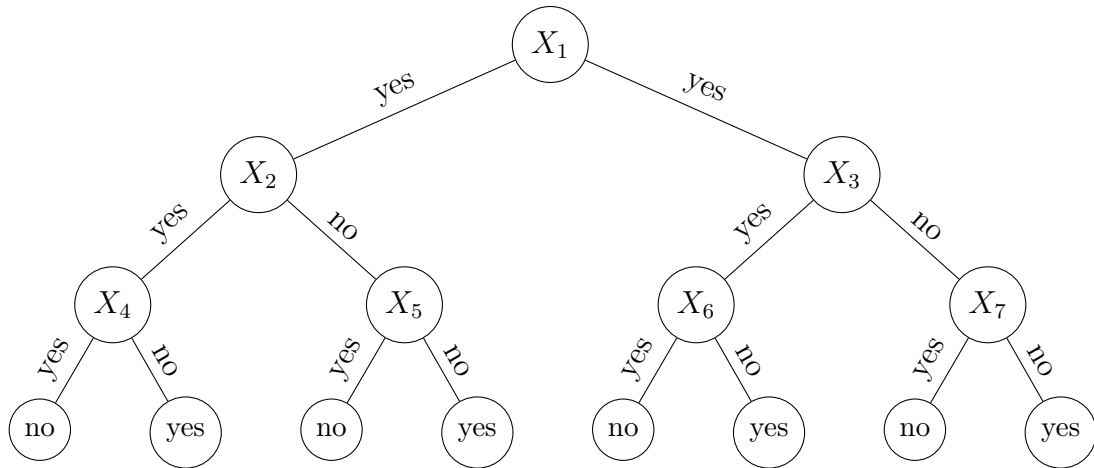 X₁
yes yes
X₂ X₃
yes no yes no
X₄ X₅ X₆ X₇
yes no yes no yes no yes no
no yes no yes no yes no yes